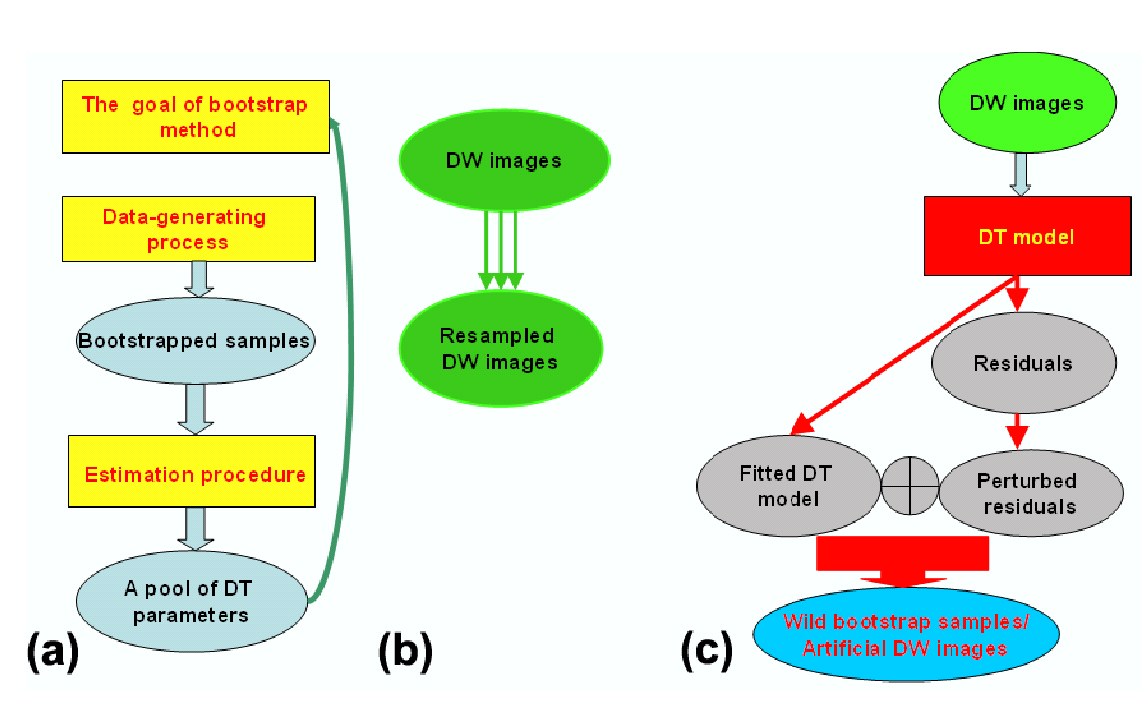 The goal of bootstrap
method
Data-generating
process
Bootstrapped samples
Estimation procedure
A pool of DT
parameters
(a)
DW images
Resampled
DW images
(b)
DW images
DT model
Residuals
Fitted DT
model
Perturbed
residuals
Wild bootstrap samples/
Artificial DW images
(c)